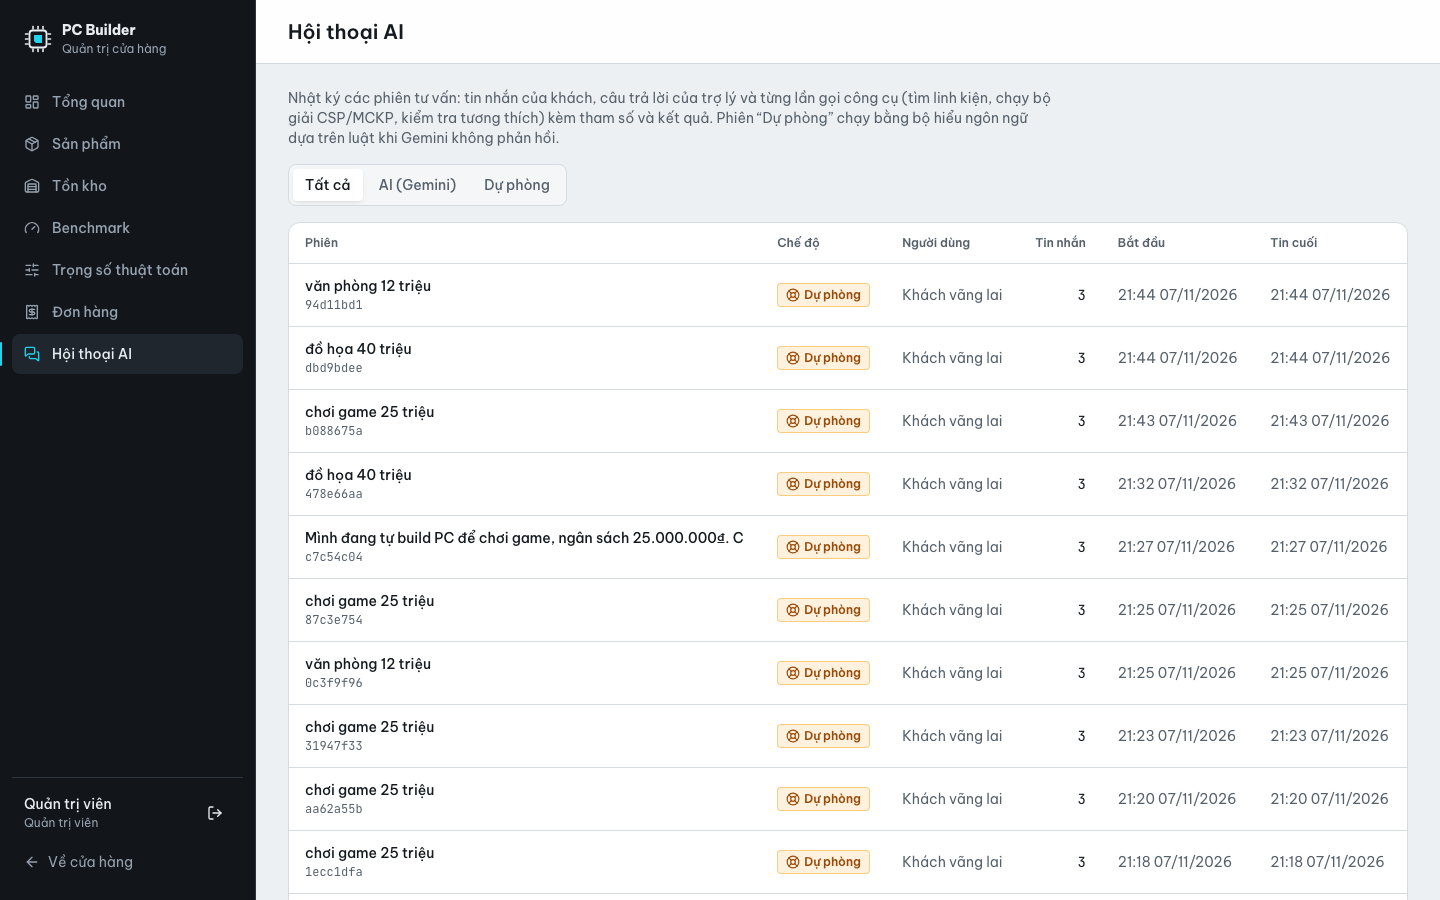 PC Builder
Quản trị cửa hàng
Tổng quan
Sản phẩm
Tồn kho
Benchmark
Trọng số thuật toán
Đơn hàng
Hội thoại AI
Quản trị viên
Quản trị viên
Về cửa hàng
Hội thoại AI
Nhật ký các phiên tư vấn: tin nhắn của khách, câu trả lời của trợ lý và từng lần gọi công cụ (tìm linh kiện, chạy bộ
giải CSP/MCKP, kiểm tra tương thích) kèm tham số và kết quả. Phiên “Dự phòng” chạy bằng bộ hiểu ngôn ngữ
dựa trên luật khi Gemini không phản hồi.
Tất cả AI (Gemini) Dự phòng
Phiên Chế độ Người dùng Tin nhắn Bắt đầu Tin cuối
văn phòng 12 triệu
94d11bd1
Dự phòng Khách vãng lai 3 21:44 07/11/2026 21:44 07/11/2026
đồ họa 40 triệu
dbd9bdee
Dự phòng Khách vãng lai 3 21:44 07/11/2026 21:44 07/11/2026
chơi game 25 triệu
b088675a
Dự phòng Khách vãng lai 3 21:43 07/11/2026 21:43 07/11/2026
đồ họa 40 triệu
478e66aa
Dự phòng Khách vãng lai 3 21:32 07/11/2026 21:32 07/11/2026
Mình đang tự build PC để chơi game, ngân sách 25.000.000₫. C
c7c54c04
Dự phòng Khách vãng lai 3 21:27 07/11/2026 21:27 07/11/2026
chơi game 25 triệu
87c3e754
Dự phòng Khách vãng lai 3 21:25 07/11/2026 21:25 07/11/2026
văn phòng 12 triệu
0c3f9f96
Dự phòng Khách vãng lai 3 21:25 07/11/2026 21:25 07/11/2026
chơi game 25 triệu
31947f33
Dự phòng Khách vãng lai 3 21:23 07/11/2026 21:23 07/11/2026
chơi game 25 triệu
aa62a55b
Dự phòng Khách vãng lai 3 21:20 07/11/2026 21:20 07/11/2026
chơi game 25 triệu
1ecc1dfa
Dự phòng Khách vãng lai 3 21:18 07/11/2026 21:18 07/11/2026